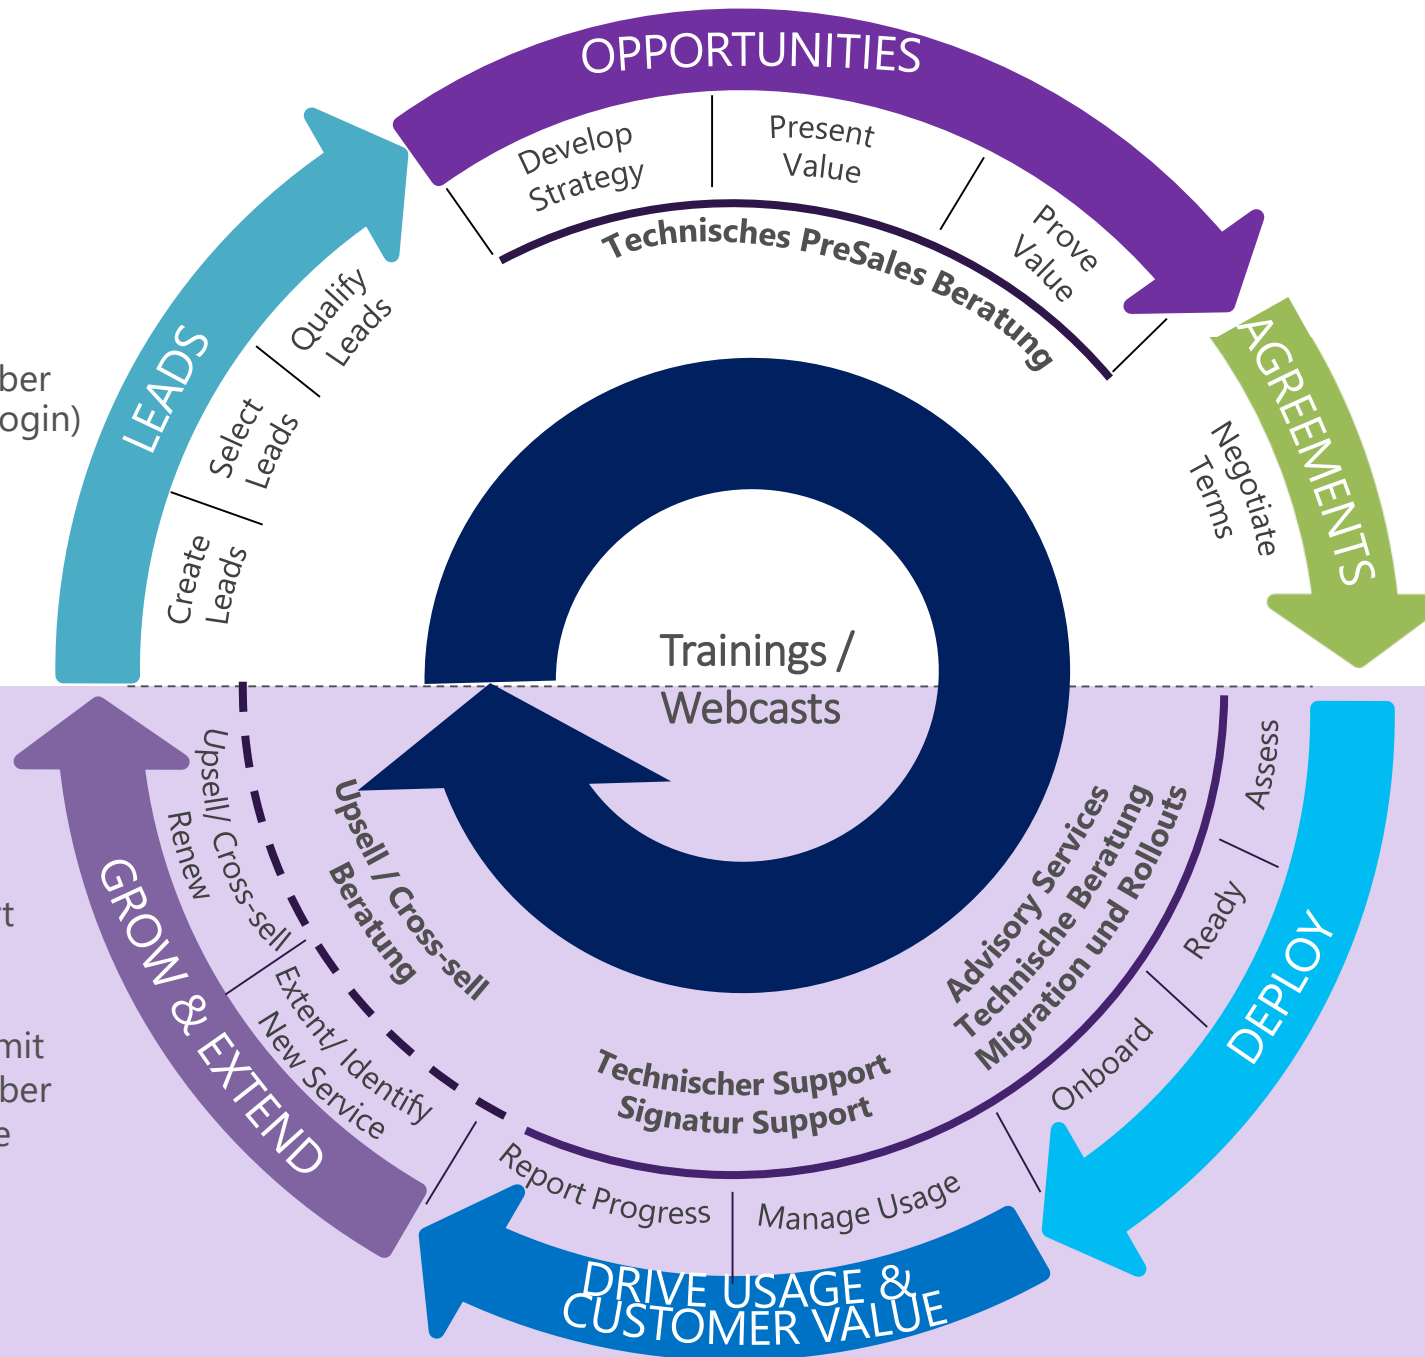 OPPORTUNITIES
Develop
Strategy
Present
Value
Prove
Value
Technisches PreSales Beratung
LEADS
Qualify
Leads
Select
Leads
Create
Leads
AGREEMENTS
Negotiate
Terms
ber
ogin)
Trainings /
Webcasts
Assess
Ready
Onboard
DEPLOY
Advisory Services
Technische Beratung
Migration und Rollouts
Technischer Support
Signatur Support
Manage Usage
Report Progress
DRIVE USAGE &
CUSTOMER VALUE
Upsell / Cross-sell
Beratung
Extent/ Identify
New Service
Upsell/ Cross-sell
Renew
GROW & EXTEND
rt
mit
ber
e